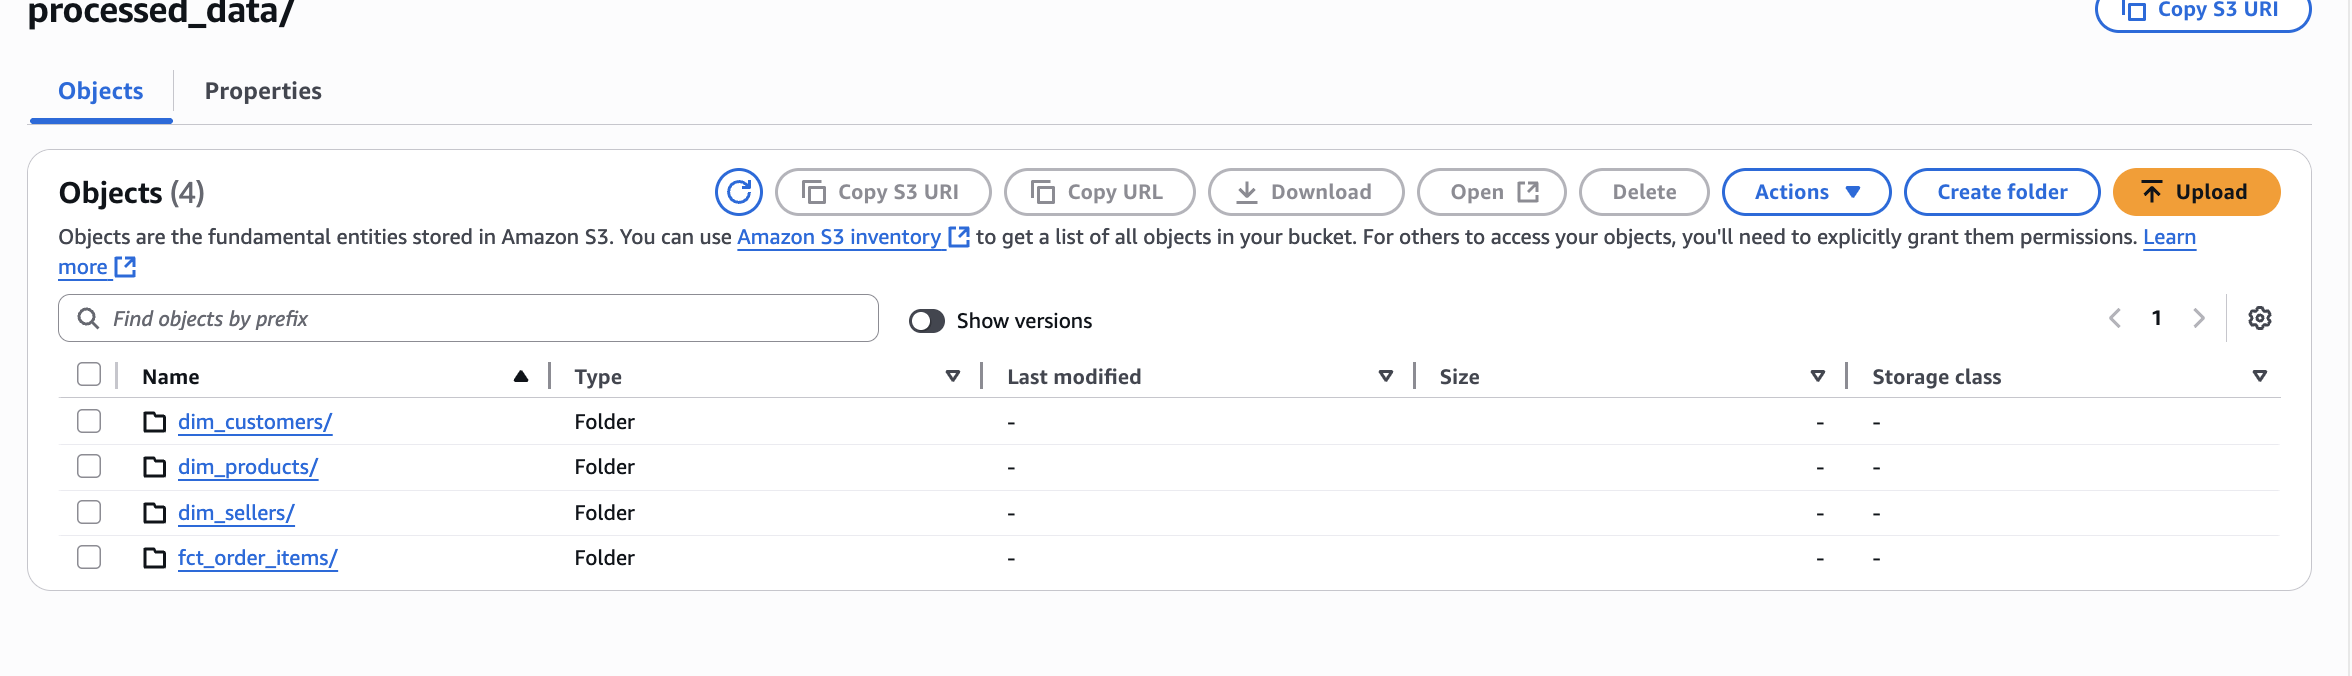 processed_data/
Copy S3 URI
Objects
Properties
Objects (4)
Copy S3 URI
Copy URL
Download
Open
Delete
Actions
Create folder
Upload
Objects are the fundamental entities stored in Amazon S3. You can use Amazon S3 inventory to get a list of all objects in your bucket. For others to access your objects, you'll need to explicitly grant them permissions. Learn
more
Find objects by prefix
Show versions
1
Name
Type
Last modified
Size
Storage class
dim_customers/
Folder
-
-
-
dim_products/
Folder
-
-
-
dim_sellers/
Folder
-
-
-
fct_order_items/
Folder
-
-
-